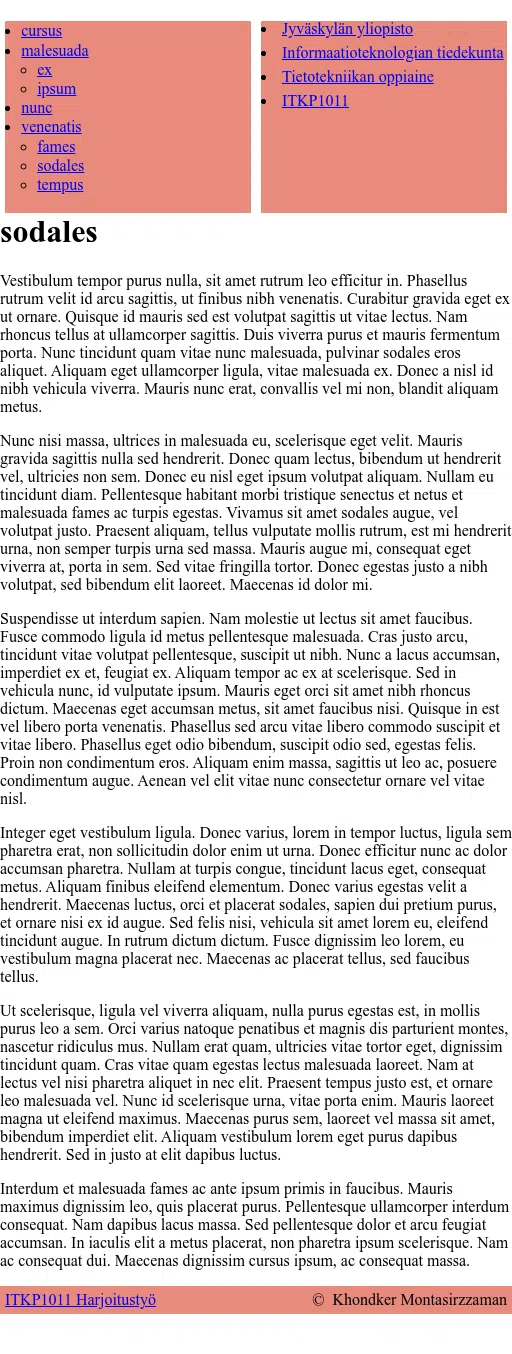 cursus
malesuada
ex
ipsum
nunc
venenatis
fames
sodales
tempus
Jyväskylän yliopisto
Informaatioteknologian tiedekunta
Tietotekniikan oppiaine
ITKP1011
sodales
Vestibulum tempor purus nulla, sit amet rutrum leo efficitur in. Phasellus
rutrum velit id arcu sagittis, ut finibus nibh venenatis. Curabitur gravida eget ex
ut ornare. Quisque id mauris sed est volutpat sagittis ut vitae lectus. Nam
rhoncus tellus at ullamcorper sagittis. Duis viverra purus et mauris fermentum
porta. Nunc tincidunt quam vitae nunc malesuada, pulvinar sodales eros
aliquet. Aliquam eget ullamcorper ligula, vitae malesuada ex. Donec a nisl id
nibh vehicula viverra. Mauris nunc erat, convallis vel mi non, blandit aliquam
metus.
Nunc nisi massa, ultrices in malesuada eu, scelerisque eget velit. Mauris
gravida sagittis nulla sed hendrerit. Donec quam lectus, bibendum ut hendrerit
vel, ultricies non sem. Donec eu nisl eget ipsum volutpat aliquam. Nullam eu
tincidunt diam. Pellentesque habitant morbi tristique senectus et netus et
malesuada fames ac turpis egestas. Vivamus sit amet sodales augue, vel
volutpat justo. Praesent aliquam, tellus vulputate mollis rutrum, est mi hendrerit
urna, non semper turpis urna sed massa. Mauris augue mi, consequat eget
viverra at, porta in sem. Sed vitae fringilla tortor. Donec egestas justo a nibh
volutpat, sed bibendum elit laoreet. Maecenas id dolor mi.
Suspendisse ut interdum sapien. Nam molestie ut lectus sit amet faucibus.
Fusce commodo ligula id metus pellentesque malesuada. Cras justo arcu,
tincidunt vitae volutpat pellentesque, suscipit ut nibh. Nunc a lacus accumsan,
imperdiet ex et, feugiat ex. Aliquam tempor ac ex at scelerisque. Sed in
vehicula nunc, id vulputate ipsum. Mauris eget orci sit amet nibh rhoncus
dictum. Maecenas eget accumsan metus, sit amet faucibus nisi. Quisque in est
vel libero porta venenatis. Phasellus sed arcu vitae libero commodo suscipit et
vitae libero. Phasellus eget odio bibendum, suscipit odio sed, egestas felis.
Proin non condimentum eros. Aliquam enim massa, sagittis ut leo ac, posuere
condimentum augue. Aenean vel elit vitae nunc consectetur ornare vel vitae
nisl.
Integer eget vestibulum ligula. Donec varius, lorem in tempor luctus, ligula sem
pharetra erat, non sollicitudin dolor enim ut urna. Donec efficitur nunc ac dolor
accumsan pharetra. Nullam at turpis congue, tincidunt lacus eget, consequat
metus. Aliquam finibus eleifend elementum. Donec varius egestas velit a
hendrerit. Maecenas luctus, orci et placerat sodales, sapien dui pretium purus,
et ornare nisi ex id augue. Sed felis nisi, vehicula sit amet lorem eu, eleifend
tincidunt augue. In rutrum dictum dictum. Fusce dignissim leo lorem, eu
vestibulum magna placerat nec. Maecenas ac placerat tellus, sed faucibus
tellus.
Ut scelerisque, ligula vel viverra aliquam, nulla purus egestas est, in mollis
purus leo a sem. Orci varius natoque penatibus et magnis dis parturient montes,
nascetur ridiculus mus. Nullam erat quam, ultricies vitae tortor eget, dignissim
tincidunt quam. Cras vitae quam egestas lectus malesuada laoreet. Nam at
lectus vel nisi pharetra aliquet in nec elit. Praesent tempus justo est, et ornare
leo malesuada vel. Nunc id scelerisque urna, vitae porta enim. Mauris laoreet
magna ut eleifend maximus. Maecenas purus sem, laoreet vel massa sit amet,
bibendum imperdiet elit. Aliquam vestibulum lorem eget purus dapibus
hendrerit. Sed in justo at elit dapibus luctus.
Interdum et malesuada fames ac ante ipsum primis in faucibus. Mauris
maximus dignissim leo, quis placerat purus. Pellentesque ullamcorper interdum
consequat. Nam dapibus lacus massa. Sed pellentesque dolor et arcu feugiat
accumsan. In iaculis elit a metus placerat, non pharetra ipsum scelerisque. Nam
ac consequat dui. Maecenas dignissim cursus ipsum, ac consequat massa.
ITKP1011 Harjoitustyö
© Khondker Montasirzzaman